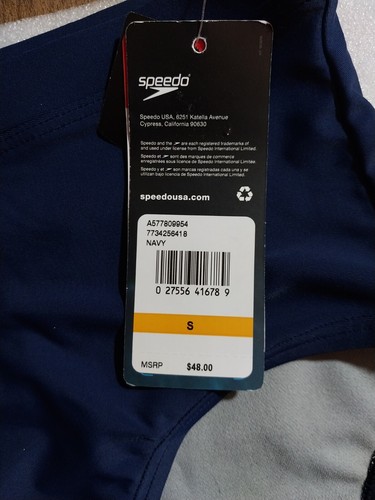 speedo
Speedo USA, 6251 Katella Avenue
Cypress, California 90630
Speedo and the are each registered trademarks of
and used under license from Speedo International Limited.
Speedo et sont des marques de commerce
enregistrées sous licence de Speedo International Limitée.
Speedo y el son marcas registradas cada una y se
utilizan bajo licencia de Speedo International Limited.
speedousa.com
A577809954
7734256418
NAVY
0 27556 41678 9
S
MSRP $48.00